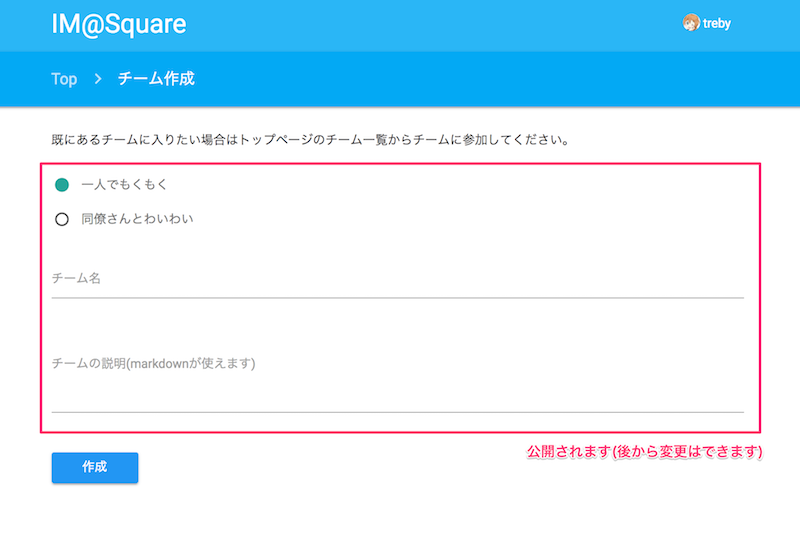 IM@Square
treby
Top > チーム作成
既にあるチームに入りたい場合はトップページのチーム一覧からチームに参加してください。
一人でもくもく
同僚さんとわいわい
チーム名
チームの説明(markdownが使えます)
公開されます(後から変更はできます)
作成